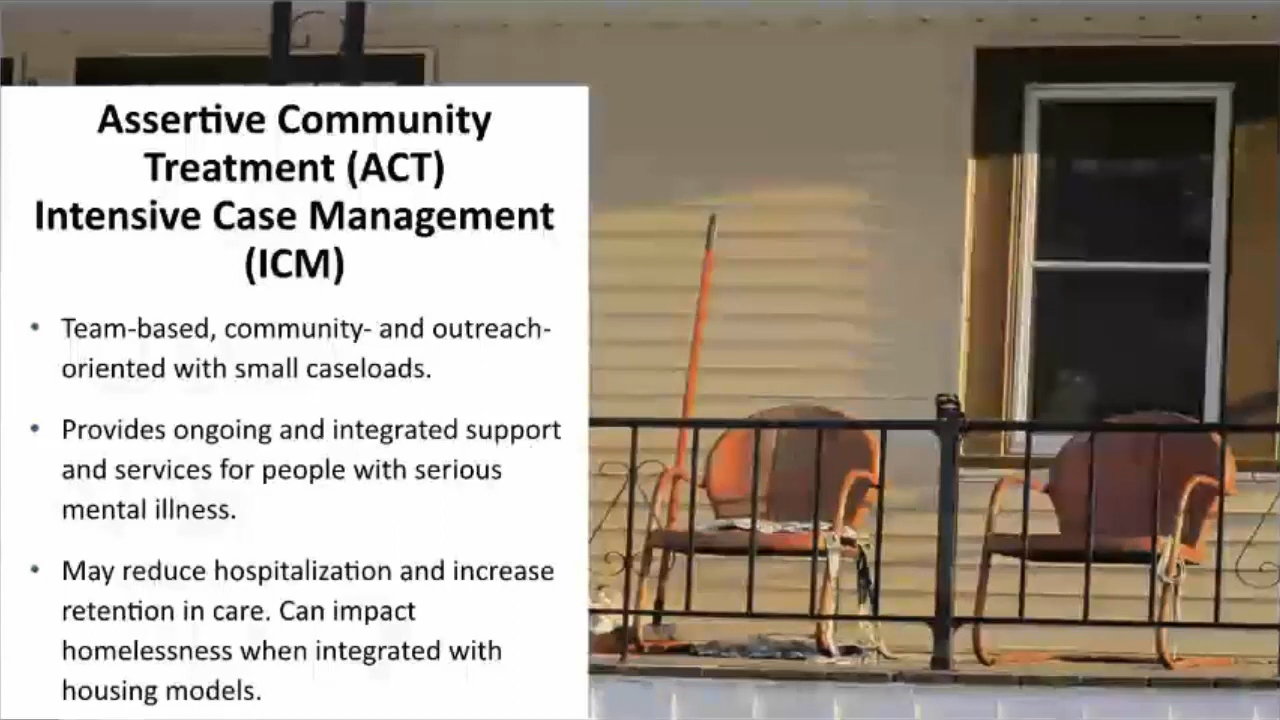 Assertive Community
Treatment (ACT)
Intensive Case Management
(ICM)
• Team-based, community- and outreach-
oriented with small caseloads.
• Provides ongoing and integrated support
and services for people with serious
mental illness.
• May reduce hospitalization and increase
retention in care. Can impact
homelessness when integrated with
housing models.